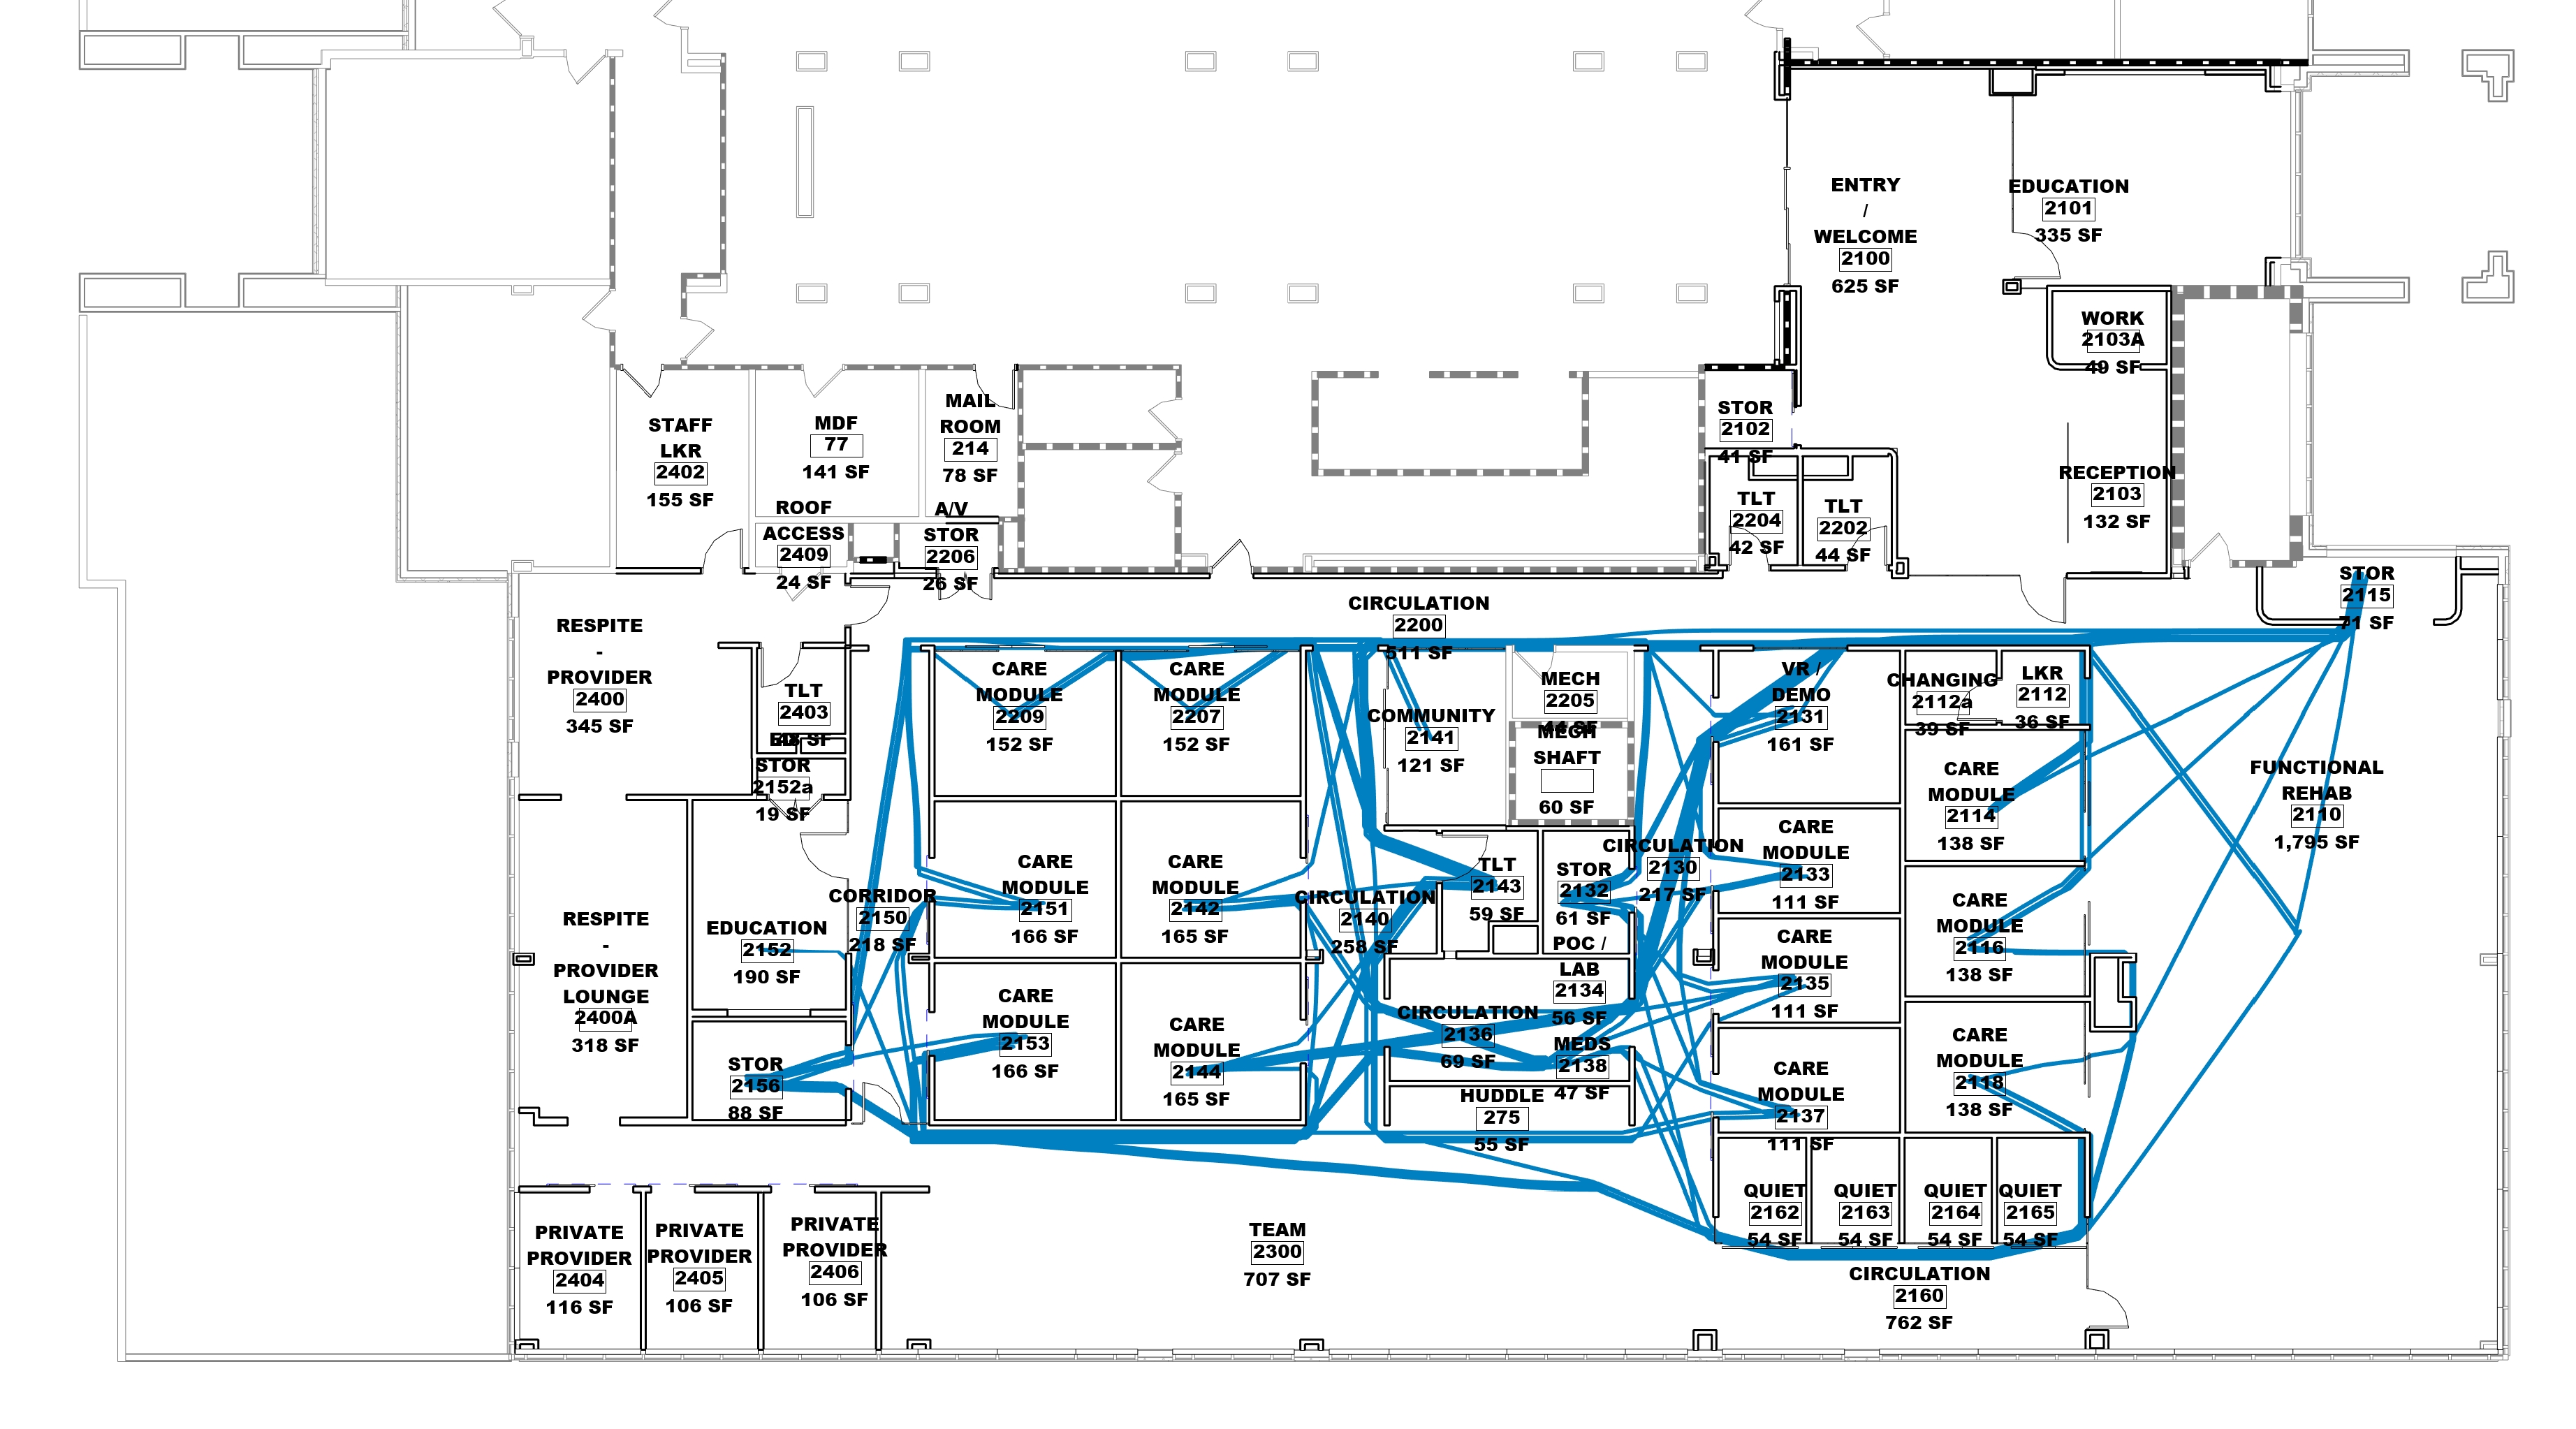 ENTRY
/
WELCOME
2100
625 SF
EDUCATION
2101
335 SF
WORK
2103A
49 SF
STAFF
LKR
2402
155 SF
MDF
77
141 SF
MAIL
ROOM
214
78 SF
STOR
2102
41 SF
RECEPTION
2103
132 SF
ROOF
ACCESS
2409
24 SF
A/V
STOR
2206
26 SF
TLT
2204
42 SF
TLT
2202
44 SF
STOR
2115
71 SF
CIRCULATION
2200
511 SF
RESPITE
-
PROVIDER
2400
345 SF
TLT
2403
STOR
2152a
19 SF
CARE
MODULE
2209
152 SF
CARE
MODULE
2207
152 SF
COMMUNITY
2141
121 SF
MECH
2205
44 SF
MECH
SHAFT
60 SF
VR /
DEMO
2131
161 SF
CHANGING
2112a
39 SF
LKR
2112
36 SF
CARE
MODULE
2114
138 SF
FUNCTIONAL
REHAB
2110
1,795 SF
RESPITE
-
PROVIDER
LOUNGE
2400A
318 SF
EDUCATION
2152
190 SF
CORRIDOR
2150
218 SF
CARE
MODULE
2151
166 SF
CARE
MODULE
2142
165 SF
CIRCULATION
2140
258 SF
TLT
2143
59 SF
STOR
2132
61 SF
CIRCULATION
2130
217 SF
CARE
MODULE
2133
111 SF
CARE
MODULE
2116
138 SF
POC /
LAB
2134
56 SF
CARE
MODULE
2135
111 SF
STOR
2156
88 SF
CARE
MODULE
2153
166 SF
CARE
MODULE
2144
165 SF
CIRCULATION
2136
69 SF
MEDS
2138
47 SF
HUDDLE
275
55 SF
CARE
MODULE
2137
111 SF
CARE
MODULE
2118
138 SF
QUIET
2162
54 SF
QUIET
2163
54 SF
QUIET
2164
54 SF
QUIET
2165
54 SF
PRIVATE
PROVIDER
2404
116 SF
PRIVATE
PROVIDER
2405
106 SF
PRIVATE
PROVIDER
2406
106 SF
TEAM
2300
707 SF
CIRCULATION
2160
762 SF